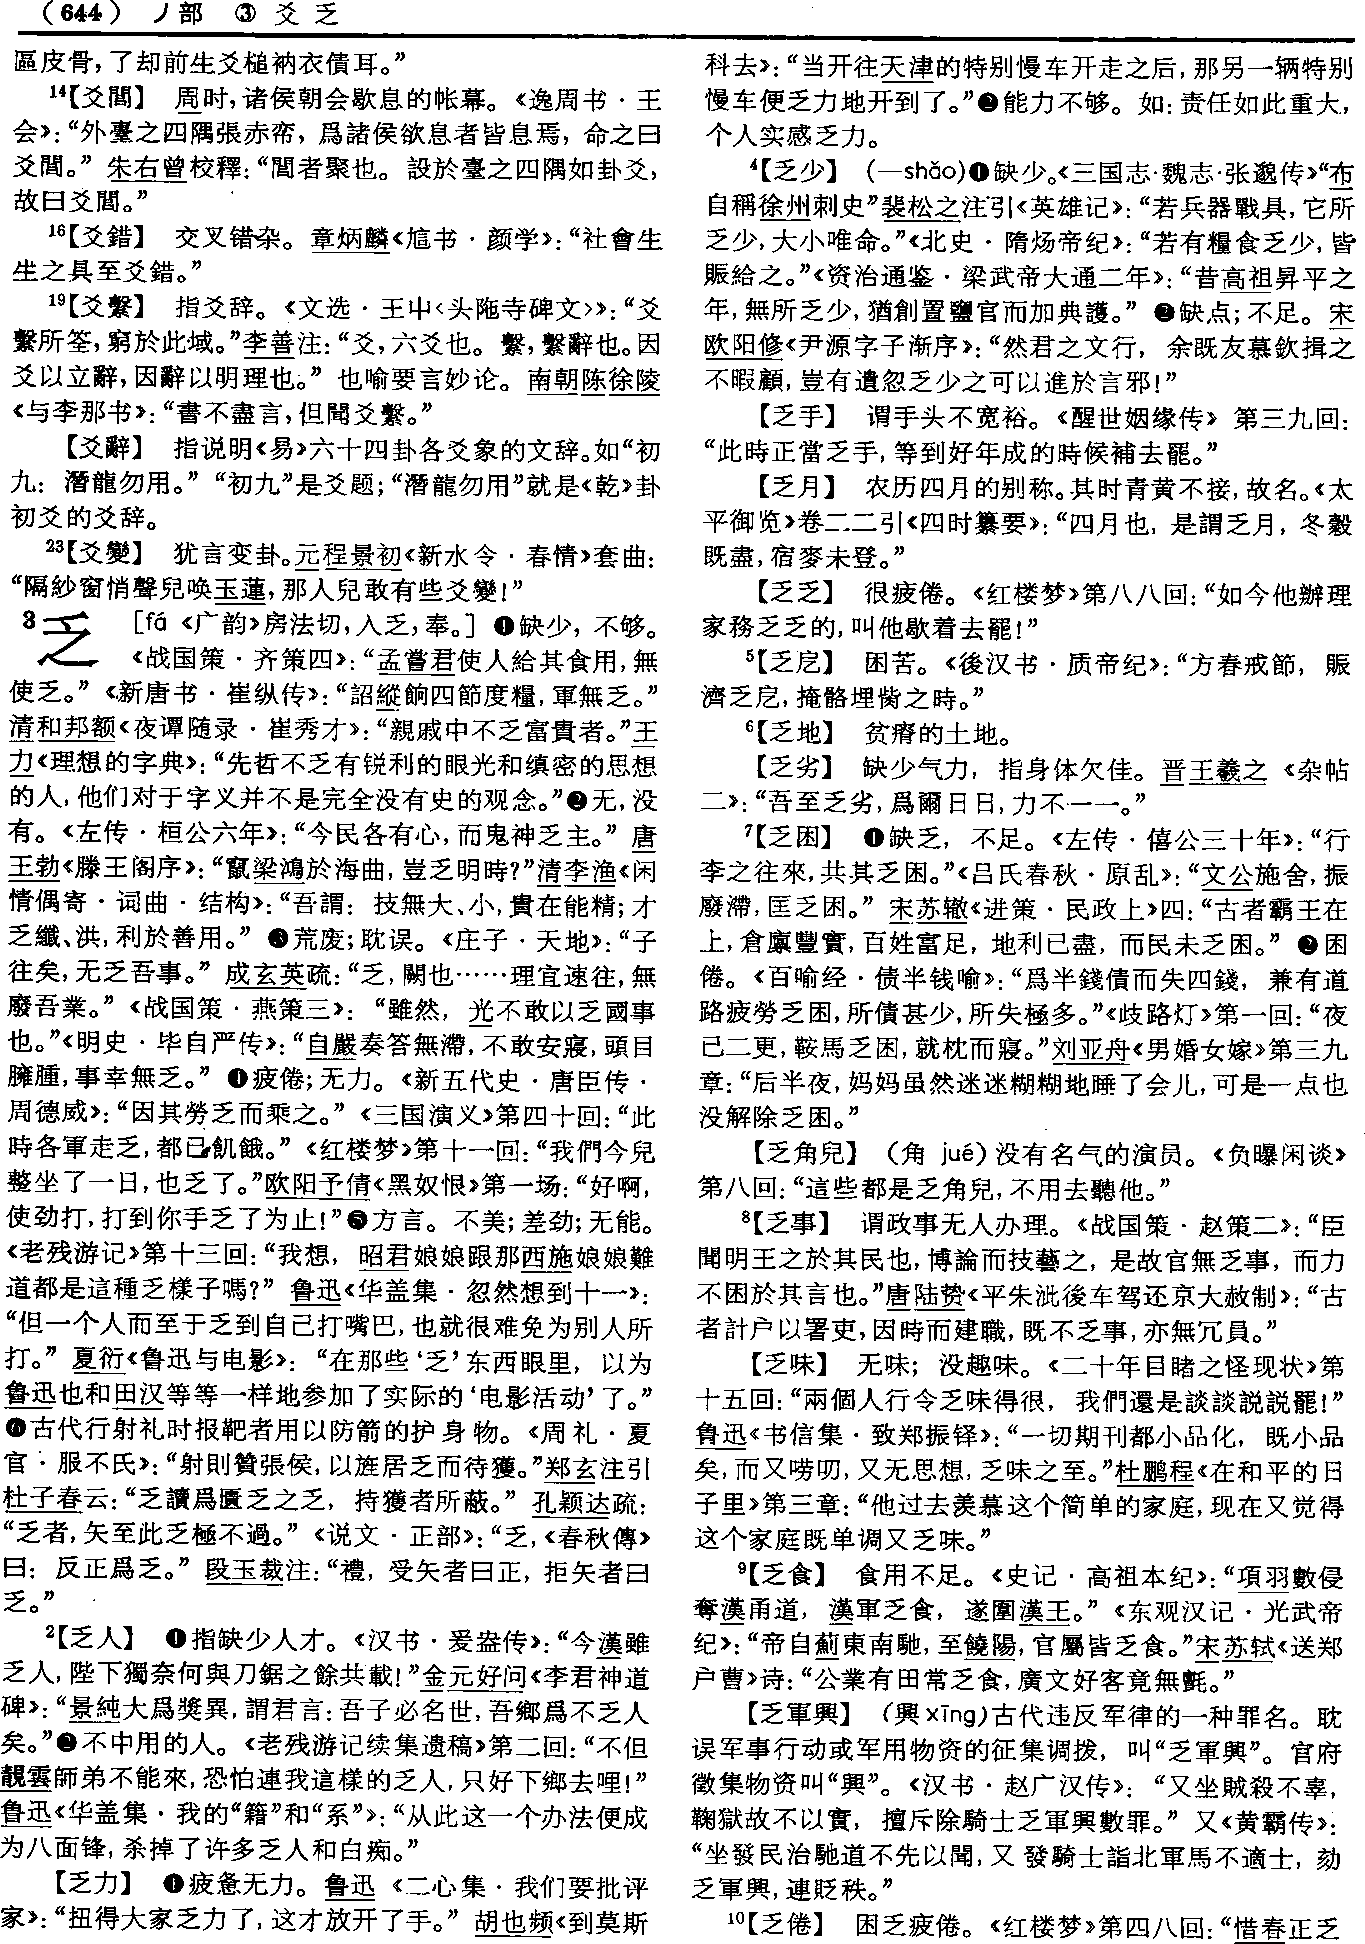 （644） 丿部 ③ 爻乏
區皮骨，了却前生爻槌衲衣債耳。”
14【爻閭】 周时，诸侯朝会歇息的帐幕。《逸周书·王
会》：“外臺之四隅張赤帟，爲諸侯欲息者皆息焉，命之曰
爻閭。”朱右曾校釋：“閭者聚也。設於臺之四隅如卦爻，
故曰爻閭。”
16【爻錯】 交叉错杂。章炳麟《訄书·颜学》：“社會生
生之具至爻錯。”
19【爻繫】 指爻辞。《文选·王屮〈头陁寺碑文〉》：“爻
繫所筌，窮於此域。”李善注：“爻，六爻也。繫，繫辭也。因
爻以立辭，因辭以明理也。”也喻要言妙论。南朝陈徐陵
《与李那书》：“書不盡言，但聞爻繫。”
【爻辭】 指说明《易》六十四卦各爻象的文辞。如“初
九：潛龍勿用。”“初九”是爻题；“潛龍勿用”就是《乾》卦
初爻的爻辞。
23【爻變】 犹言变卦。元程景初《新水令·春情》套曲：
“隔紗窗悄聲兒唤玉蓮，那人兒敢有些爻變！”
3乏 ［fá 《广韵》房法切，入乏，奉。］❶缺少，不够。
《战国策·齐策四》：“孟嘗君使人給其食用，無
使乏。”《新唐书·崔纵传》：“詔縱餉四節度糧，軍無乏。”
清和邦额《夜谭随录·崔秀才》：“親戚中不乏富貴者。”王
力《理想的字典》：“先哲不乏有锐利的眼光和缜密的思想
的人，他们对于字义并不是完全没有史的观念。”❷无，没
有。《左传·桓公六年》：“今民各有心，而鬼神乏主。”唐
王勃《滕王阁序》：“竄梁鴻於海曲，豈乏明時？”清李渔《闲
情偶寄·词曲·结构》：“吾謂：技無大、小，貴在能精；才
乏纖、洪，利於善用。”❸荒废；耽误。《庄子·天地》：“子
往矣，无乏吾事。”成玄英疏：“乏，闕也……理宜速往，無
廢吾業。”《战国策·燕策三》：“雖然，光不敢以乏國事
也。”《明史·毕自严传》：“自嚴奏答無滯，不敢安寢，頭目
臃腫，事幸無乏。”❹疲倦；无力。《新五代史·唐臣传·
周德威》：“因其勞乏而乘之。”《三国演义》第四十回：“此
時各軍走乏，都已飢餓。”《红楼梦》第十一回：“我們今兒
整坐了一日，也乏了。”欧阳予倩《黑奴恨》第一场：“好啊，
使劲打，打到你手乏了为止！”❺方言。不美；差劲；无能。
《老残游记》第十三回：“我想，昭君娘娘跟那西施娘娘難
道都是這種乏樣子嗎？”鲁迅《华盖集·忽然想到十一》：
“但一个人而至于乏到自己打嘴巴，也就很难免为别人所
打。”夏衍《鲁迅与电影》：“在那些‘乏’东西眼里，以为
鲁迅也和田汉等等一样地参加了实际的‘电影活动’了。”
❻古代行射礼时报靶者用以防箭的护身物。《周礼·夏
官·服不氏》：“射則贊張侯，以旌居乏而待獲。”郑玄注引
杜子春云：“乏讀爲匱乏之乏，持獲者所蔽。”孔颖达疏：
“乏者，矢至此乏極不過。”《说文·正部》：“乏，《春秋傳》
曰：反正爲乏。”段玉裁注：“禮，受矢者曰正，拒矢者曰
乏。”
2【乏人】 ❶指缺少人才。《汉书·爰盎传》：“今漢雖
乏人，陛下獨奈何與刀鋸之餘共載！”金元好问《李君神道
碑》：“景純大爲獎異，謂君言：吾子必名世，吾鄉爲不乏人
矣。”❷不中用的人。《老残游记续集遗稿》第二回：“不但
靚雲師弟不能來，恐怕連我這樣的乏人，只好下鄉去哩！”
鲁迅《华盖集·我的“籍”和“系”》：“从此这一个办法便成
为八面锋，杀掉了许多乏人和白痴。”
【乏力】 ❶疲惫无力。鲁迅《二心集·我们要批评
家》：“扭得大家乏力了，这才放开了手。”胡也频《到莫斯
科去》：“当开往天津的特别慢车开走之后，那另一辆特别
慢车便乏力地开到了。”❷能力不够。如：责任如此重大，
个人实感乏力。
4【乏少】 （—shǎo）❶缺少。《三国志·魏志·张邈传》“布
自稱徐州刺史”裴松之注引《英雄记》：“若兵器戰具，它所
乏少，大小唯命。”《北史·隋炀帝纪》：“若有糧食乏少，皆
賑給之。”《资治通鉴·梁武帝大通二年》：“昔高祖昇平之
年，無所乏少，猶創置鹽官而加典護。”❷缺点；不足。宋
欧阳修《尹源字子渐序》：“然君之文行，余既友慕欽揖之
不暇顧，豈有遺忽乏少之可以進於言邪！”
【乏手】 谓手头不宽裕。《醒世姻缘传》第三九回：
“此時正當乏手，等到好年成的時候補去罷。”
【乏月】 农历四月的别称。其时青黄不接，故名。《太
平御览》卷二二引《四时纂要》：“四月也，是謂乏月，冬穀
既盡，宿麥未登。”
【乏乏】 很疲倦。《红楼梦》第八八回：“如今他辦理
家務乏乏的，叫他歇着去罷！”
5【乏戹】 困苦。《後汉书·质帝纪》：“方春戒節，賑
濟乏戹，掩骼埋胔之時。”
6【乏地】 贫瘠的土地。
【乏劣】 缺少气力，指身体欠佳。晋王羲之《杂帖
二》：“吾至乏劣，爲爾日日，力不一一。”
7【乏困】 ❶缺乏，不足。《左传·僖公三十年》：“行
李之往來，共其乏困。”《吕氏春秋·原乱》：“文公施舍，振
廢滯，匡乏困。”宋苏辙《进策·民政上》四：“古者霸王在
上，倉廪豐實，百姓富足，地利已盡，而民未乏困。”❷困
倦。《百喻经·债半钱喻》：“爲半錢債而失四錢，兼有道
路疲勞乏困，所債甚少，所失極多。”《歧路灯》第一回：“夜
已二更，鞍馬乏困，就枕而寢。”刘亚舟《男婚女嫁》第三九
章：“后半夜，妈妈虽然迷迷糊糊地睡了会儿，可是一点也
没解除乏困。”
【乏角兒】 （角 jué）没有名气的演员。《负曝闲谈》
第八回：“這些都是乏角兒，不用去聽他。”
8【乏事】 谓政事无人办理。《战国策·赵策二》：“臣
聞明王之於其民也，博論而技藝之，是故官無乏事，而力
不困於其言也。”唐陆贽《平朱泚後车驾还京大赦制》：“古
者計户以署吏，因時而建職，既不乏事，亦無冗員。”
【乏味】 无味；没趣味。《二十年目睹之怪现状》第
十五回：“兩個人行令乏味得很，我們還是談談説説罷！”
鲁迅《书信集·致郑振铎》：“一切期刊都小品化，既小品
矣，而又唠叨，又无思想，乏味之至。”杜鹏程《在和平的日
子里》第三章：“他过去羡慕这个简单的家庭，现在又觉得
这个家庭既单调又乏味。”
9【乏食】 食用不足。《史记·高祖本纪》：“項羽數侵
奪漢甬道，漢軍乏食，遂圍漢王。”《东观汉记·光武帝
纪》：“帝自薊東南馳，至饒陽，官屬皆乏食。”宋苏轼《送郑
户曹》诗：“公業有田常乏食，廣文好客竟無氈。”
【乏軍興】 （興 xīng）古代违反军律的一种罪名。耽
误军事行动或军用物资的征集调拨，叫“乏軍興”。官府
徵集物资叫“興”。《汉书·赵广汉传》：“又坐賊殺不辜，
鞠獄故不以實，擅斥除騎士乏軍興數罪。”又《黄霸传》：
“坐發民治馳道不先以聞，又發騎士詣北軍馬不適士，劾
乏軍興，連貶秩。”
10【乏倦】 困乏疲倦。《红楼梦》第四八回：“惜春正乏